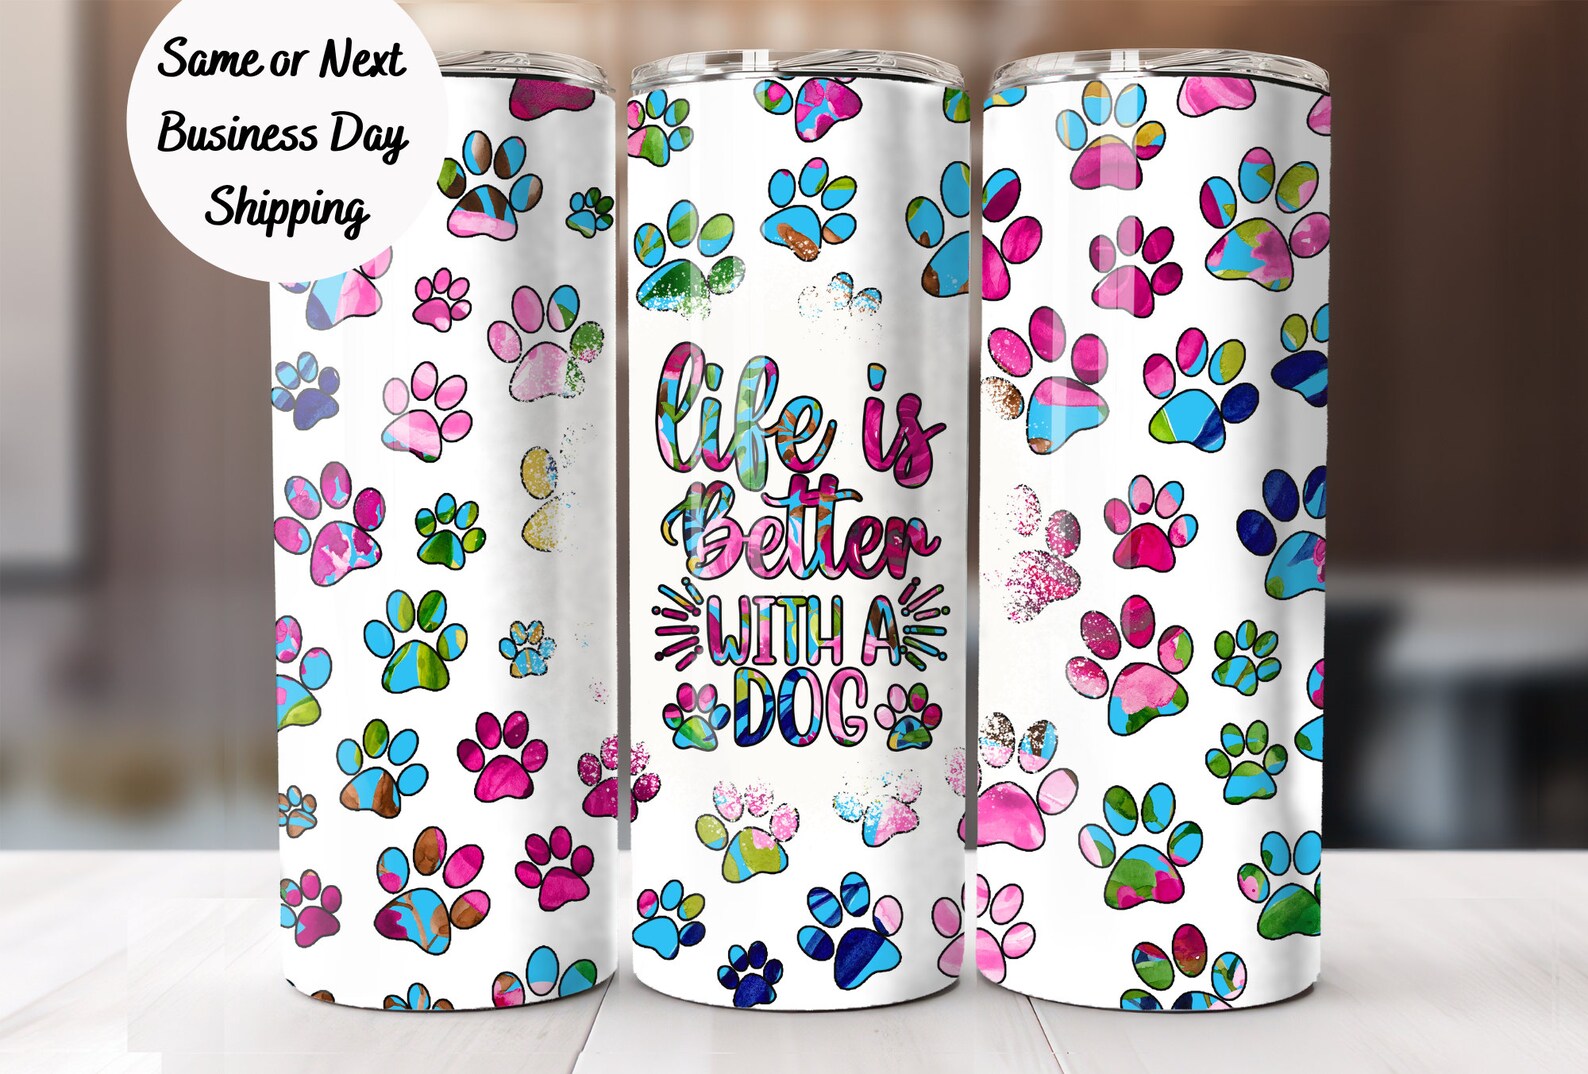 Same or Next
Business Day
Shipping
life is
Better
WITH A
DOG